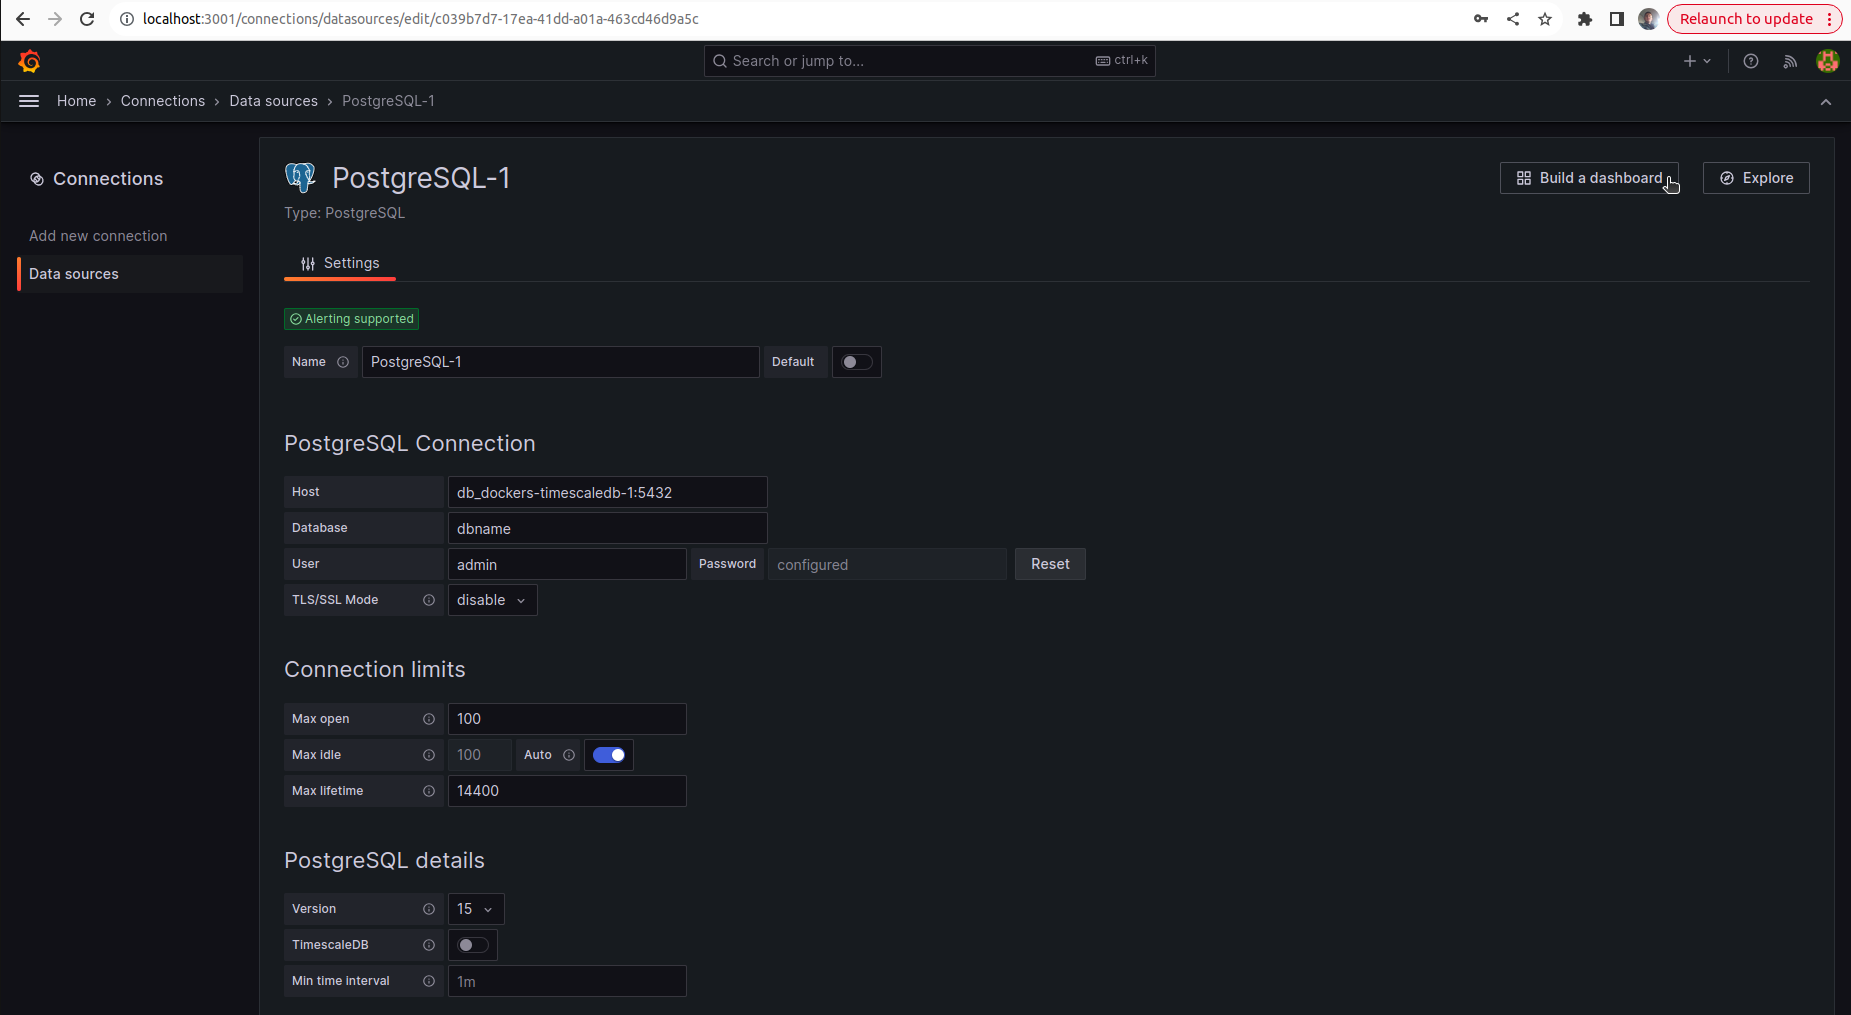 localhost:3001/connections/datasources/edit/c039b7d7-17ea-41dd-a01a-463cd46d9a5c
Relaunch to update
Search or jump to...
ctrl+k
Home › Connections › Data sources › PostgreSQL-1
Connections
Add new connection
Data sources
PostgreSQL-1
Type: PostgreSQL
Build a dashboard
Explore
Settings
Alerting supported
Name PostgreSQL-1 Default
PostgreSQL Connection
Host db_dockers-timescaledb-1:5432
Database dbname
User admin Password configured Reset
TLS/SSL Mode disable
Connection limits
Max open 100
Max idle 100 Auto
Max lifetime 14400
PostgreSQL details
Version 15
TimescaleDB
Min time interval 1m